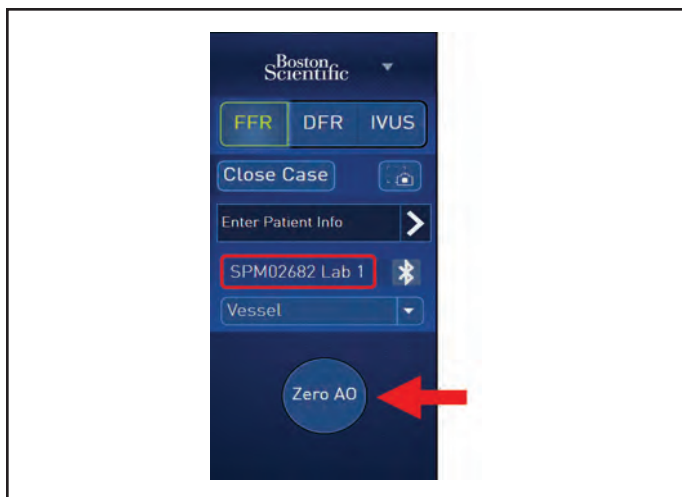 Boston
Scientific
FFR DFR IVUS
Close Case
Enter Patient Info
SPM02682 Lab 1
Vessel
Zero AO